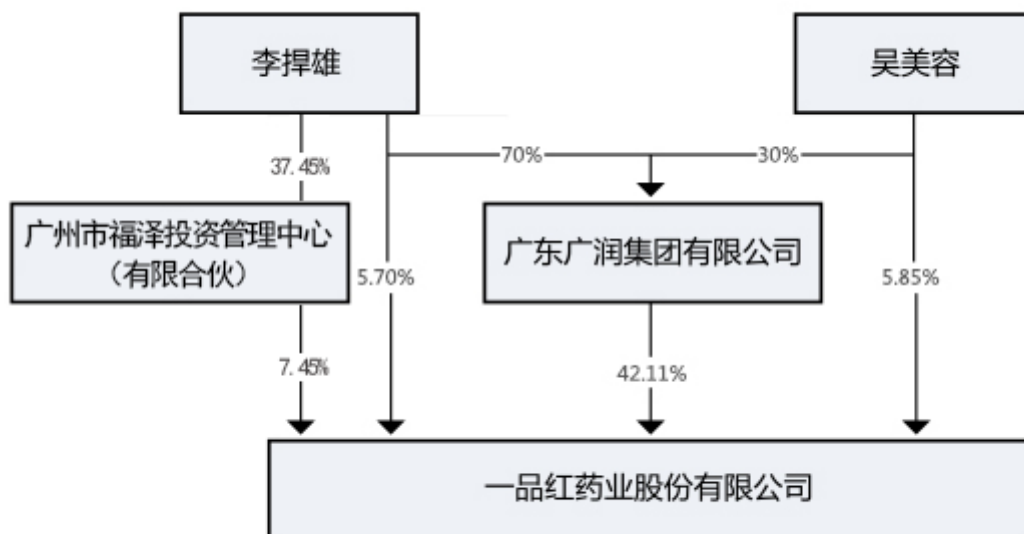 李捍雄
吴美容
70%
30%
37.45%
广州市福泽投资管理中心
（有限合伙）
广东广润集团有限公司
5.70%
5.85%
7.45%
42.11%
一品红药业股份有限公司